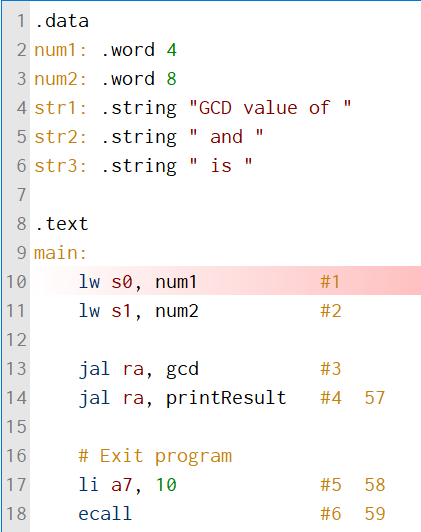 1 .data
2 num1: .word 4
3 num2: .word 8
4 str1: .string "GCD value of "
5 str2: .string " and "
6 str3: .string " is "
7
8 .text
9 main:
10     lw s0, num1           #1
11     lw s1, num2           #2
12
13     jal ra, gcd           #3
14     jal ra, printResult   #4  57
15
16     # Exit program
17     li a7, 10             #5  58
18     ecall                 #6  59